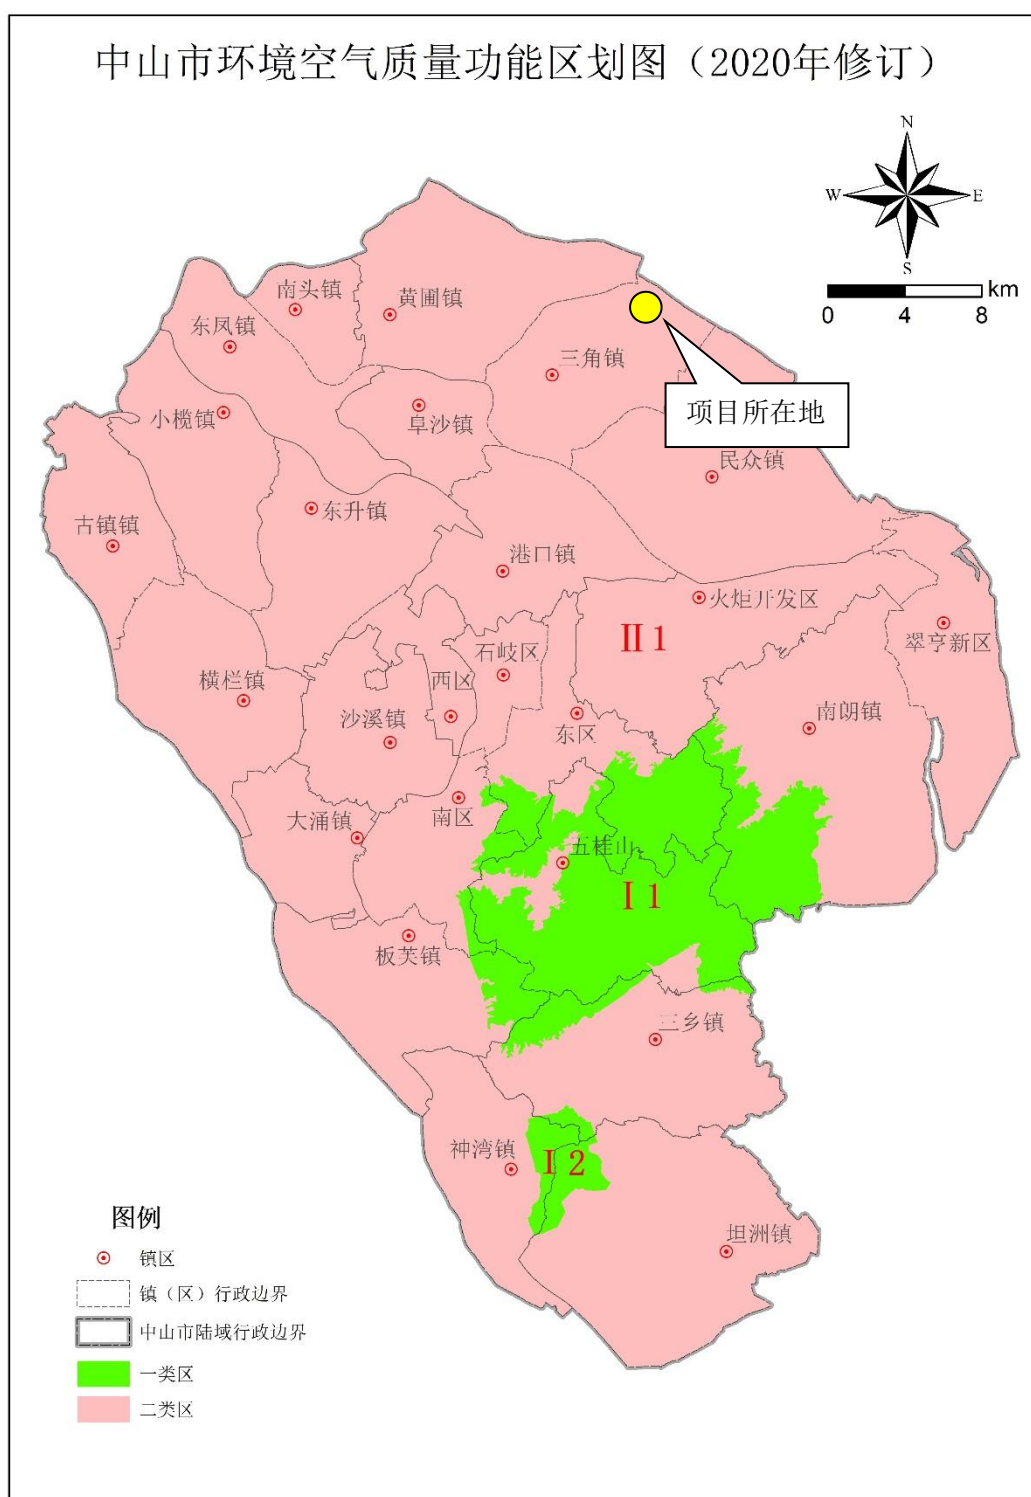 中山市环境空气质量功能区划图（2020年修订）
N
W
E
S
km
0
4
8
南头镇
黄圃镇
东凤镇
三角镇
项目所在地
小榄镇
阜沙镇
民众镇
东升镇
古镇镇
港口镇
火炬开发区
Ⅱ1
翠亨新区
石岐区
横栏镇
西区
沙溪镇
东区
南朗镇
南区
大涌镇
五桂山
Ⅰ1
板芙镇
三乡镇
神湾镇
Ⅰ2
坦洲镇
图例
镇区
镇（区）行政边界
中山市陆域行政边界
一类区
二类区